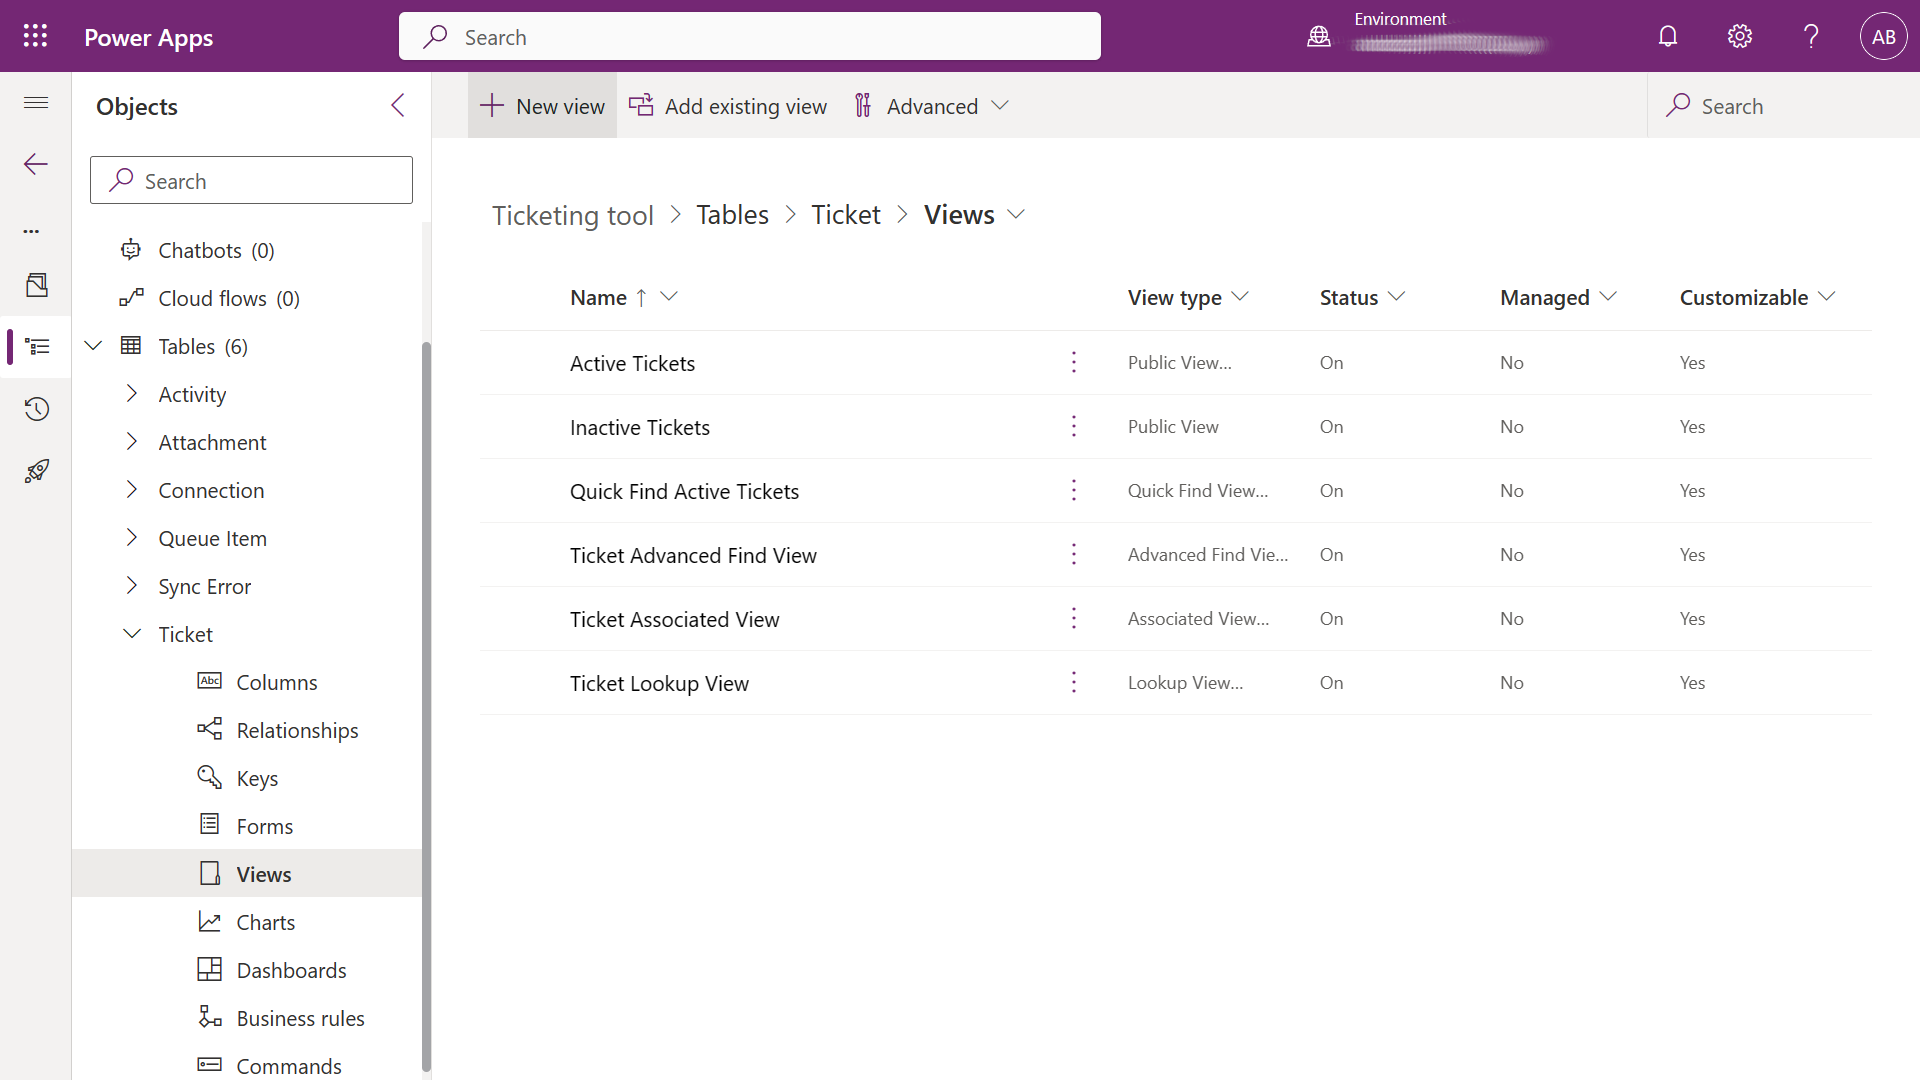 Power Apps
Search
Environment
AB
Objects
Search
...
Chatbots (0)
Cloud flows (0)
Tables (6)
Activity
Attachment
Connection
Queue Item
Sync Error
Ticket
Abc Columns
Relationships
Keys
Forms
Views
Charts
Dashboards
Business rules
Commands
New view
Add existing view
Advanced
Search
Ticketing tool > Tables > Ticket > Views
Name ↑ View type Status Managed Customizable
Active Tickets Public View... On No Yes
Inactive Tickets Public View On No Yes
Quick Find Active Tickets Quick Find View... On No Yes
Ticket Advanced Find View Advanced Find Vie... On No Yes
Ticket Associated View Associated View... On No Yes
Ticket Lookup View Lookup View... On No Yes